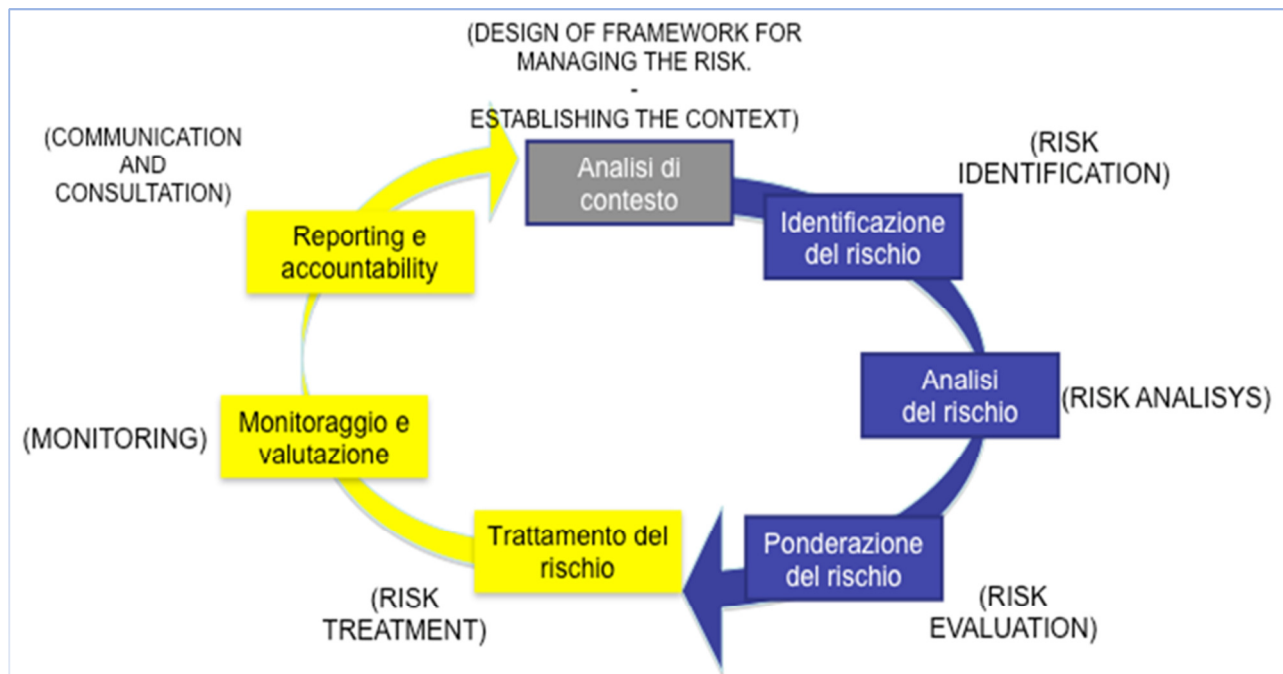 (DESIGN OF FRAMEWORK FOR
MANAGING THE RISK.
-
ESTABLISHING THE CONTEXT)
Analisi di
contesto
(RISK
IDENTIFICATION)
Identificazione
del rischio
Analisi
del rischio
(RISK ANALISYS)
Ponderazione
del rischio
(RISK
EVALUATION)
Trattamento del
rischio
(RISK
TREATMENT)
Monitoraggio e
valutazione
(MONITORING)
Reporting e
accountability
(COMMUNICATION
AND
CONSULTATION)